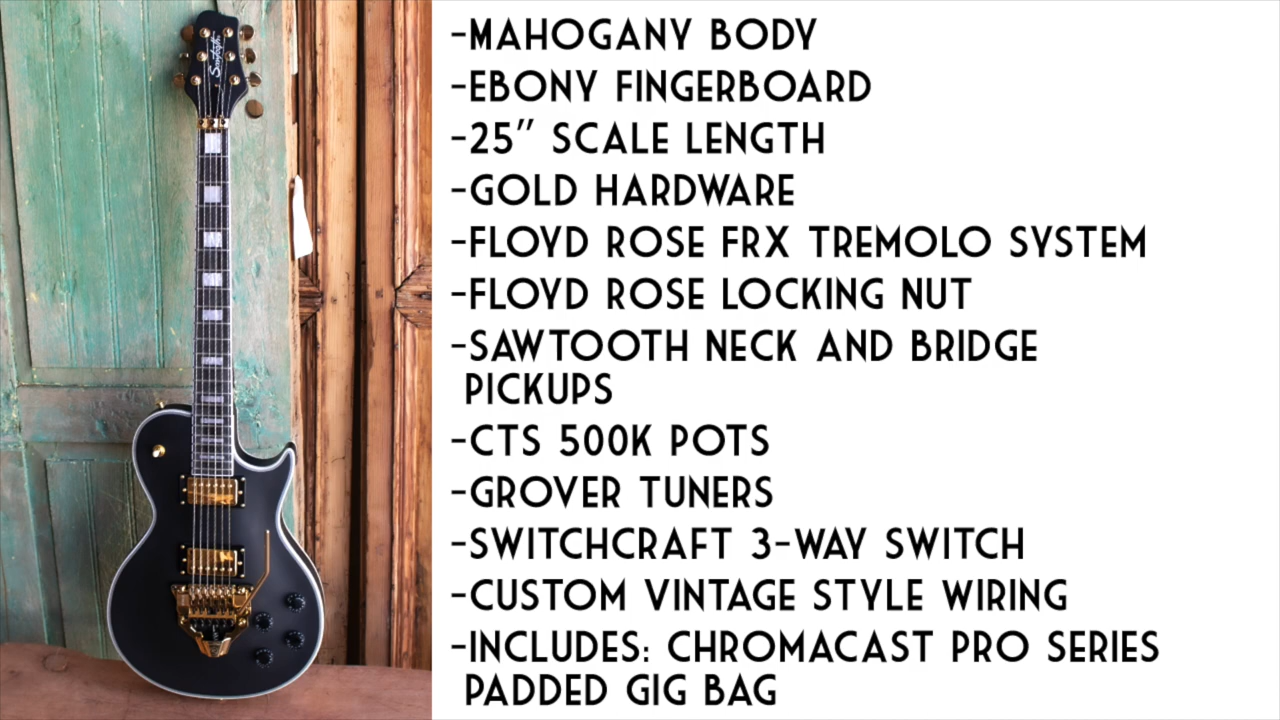 Sawtooth
-MAHOGANY BODY
-EBONY FINGERBOARD
-25" SCALE LENGTH
-GOLD HARDWARE
-FLOYD ROSE FRX TREMOLO SYSTEM
-FLOYD ROSE LOCKING NUT
-SAWTOOTH NECK AND BRIDGE
PICKUPS
-CTS 500K POTS
-GROVER TUNERS
-SWITCHCRAFT 3-WAY SWITCH
-CUSTOM VINTAGE STYLE WIRING
-INCLUDES: CHROMACAST PRO SERIES
PADDED GIG BAG